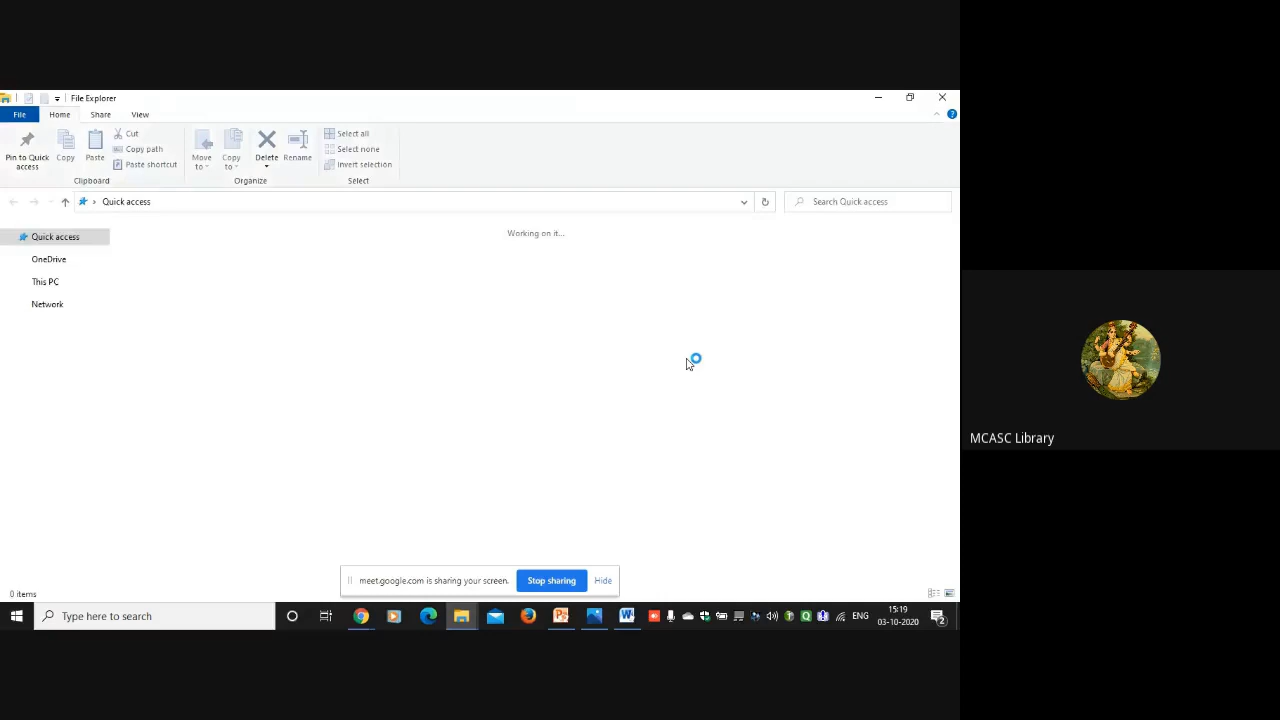 File Explorer
File Home Share View
Pin to Quick access
Copy
Paste
Cut
Copy path
Paste shortcut
Clipboard
Move to
Copy to
Delete
Rename
Organize
Select all
Select none
Invert selection
Select
Quick access
Search Quick access
Quick access
OneDrive
This PC
Network
Working on it...
MCASC Library
meet.google.com is sharing your screen.
Stop sharing
Hide
0 items
Type here to search
ENG
15:19
03-10-2020
2